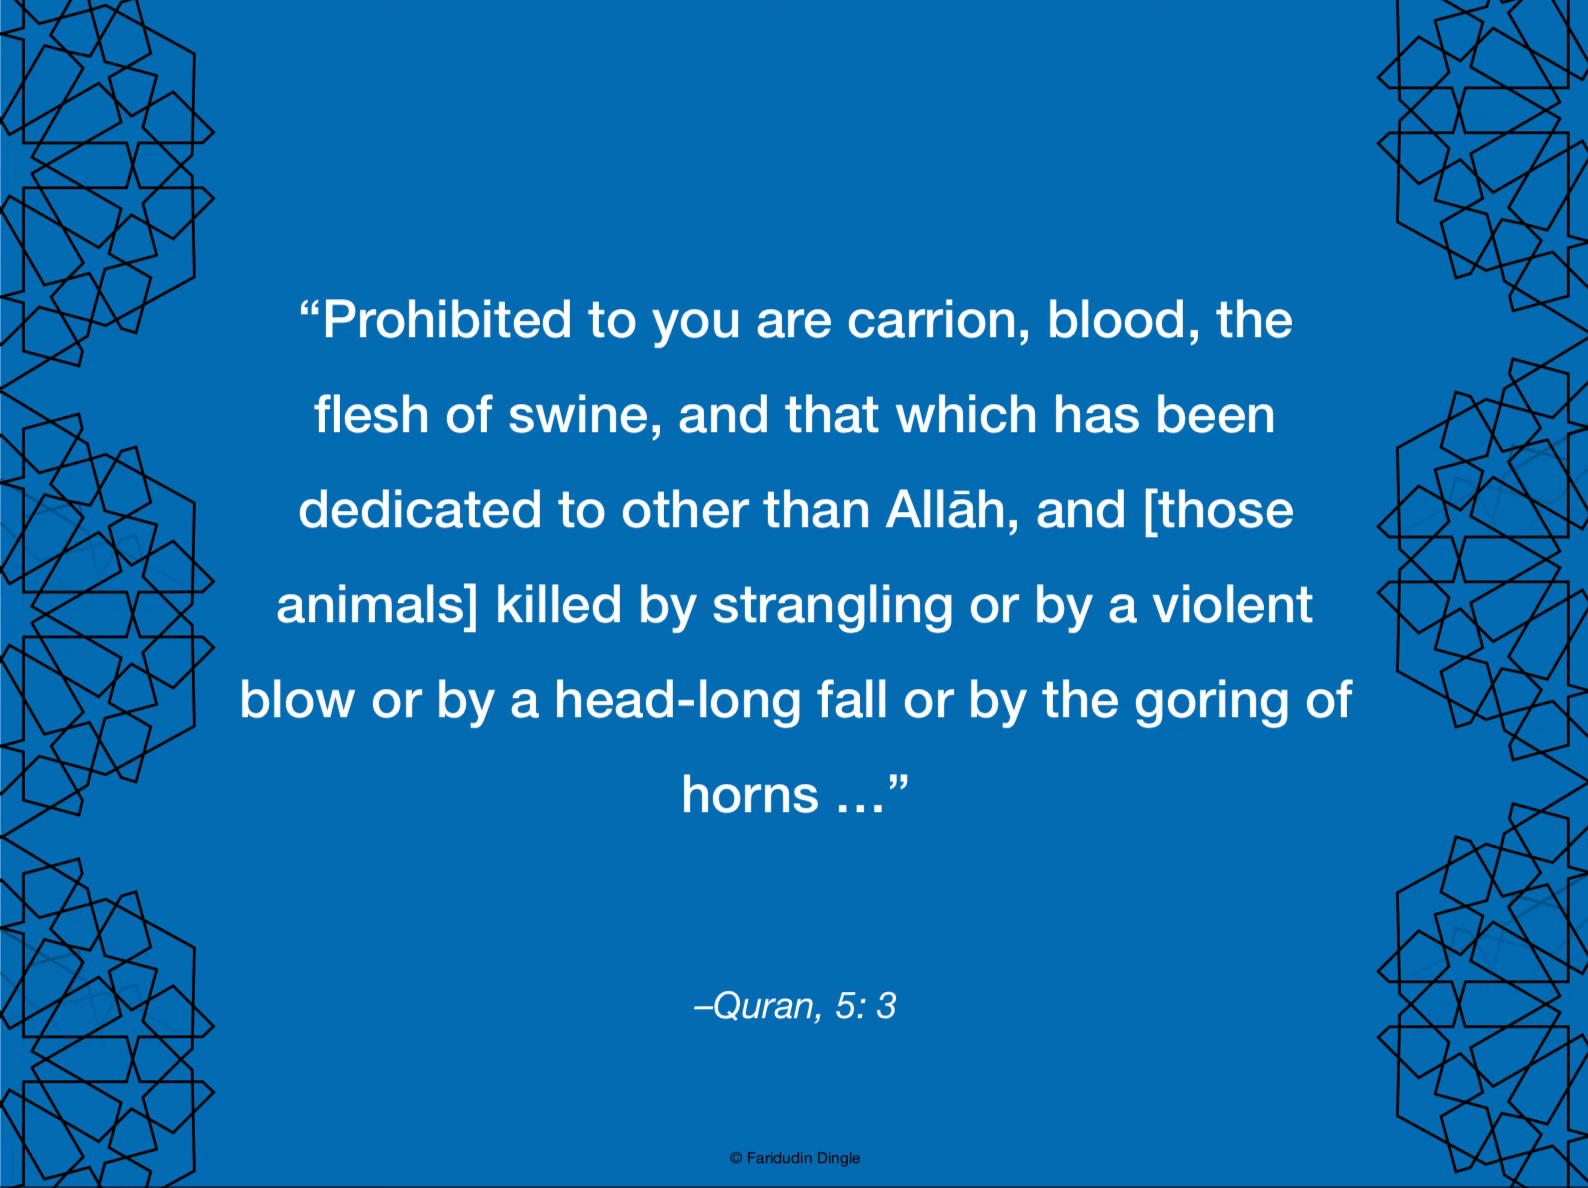 “Prohibited to you are carrion, blood, the
flesh of swine, and that which has been
dedicated to other than Allāh, and [those
animals] killed by strangling or by a violent
blow or by a head-long fall or by the goring of
horns …”
–Quran, 5: 3
© Faridudin Dingle